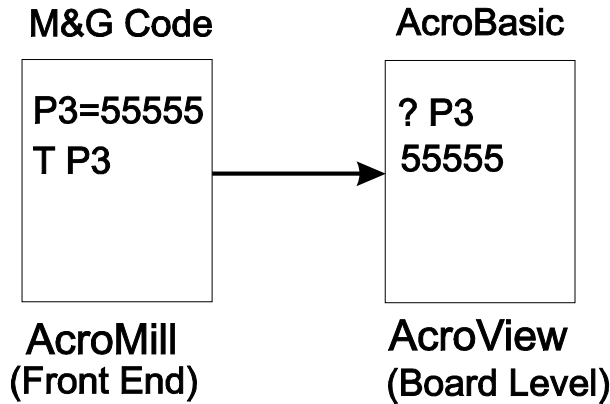 M&G Code
P3=55555
T P3
AcroMill
(Front End)
AcroBasic
? P3
55555
AcroView
(Board Level)